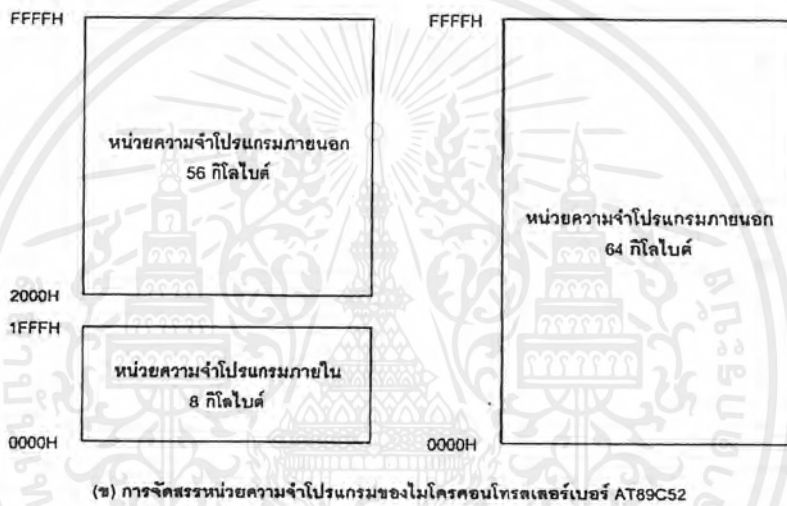 FFFFH
หน่วยความจำโปรแกรมภายนอก
56 กิโลไบต์
2000H
1FFFH
หน่วยความจำโปรแกรมภายใน
8 กิโลไบต์
0000H
FFFFH
หน่วยความจำโปรแกรมภายนอก
64 กิโลไบต์
0000H
(ข) การจัดสรรหน่วยความจำโปรแกรมของไมโครคอนโทรลเลอร์เบอร์ AT89C52